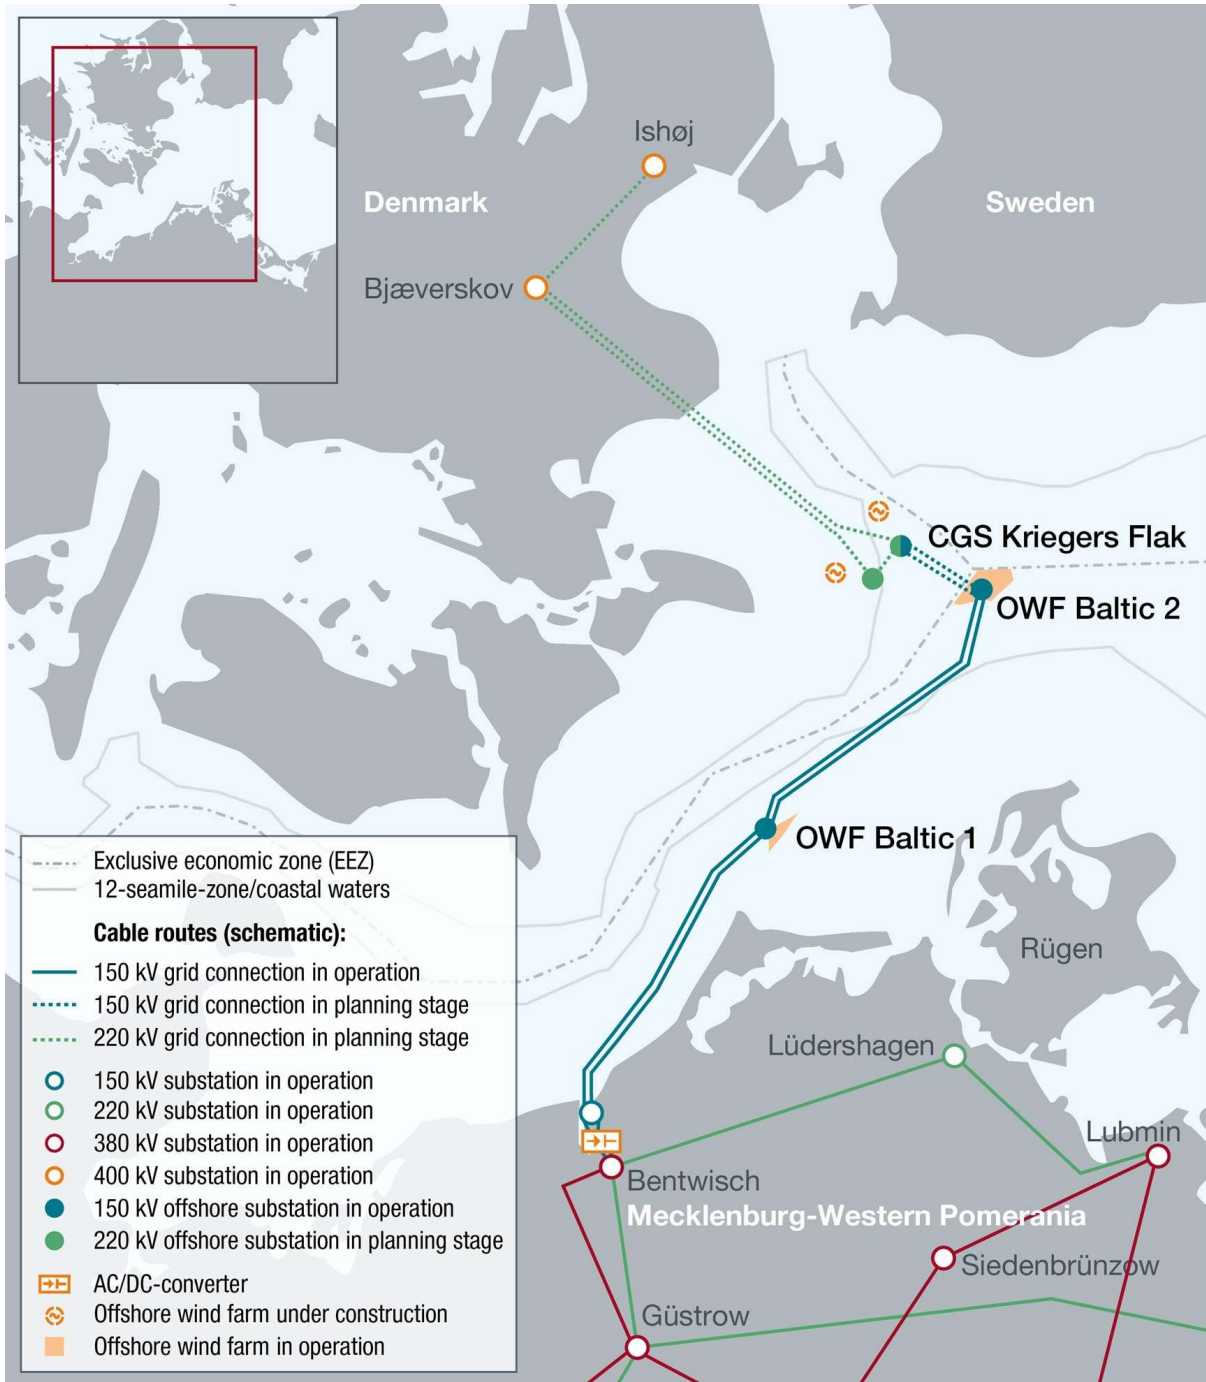 Ishøj
Denmark
Sweden
Bjæverskov
CGS Kriegers Flak
OWF Baltic 2
OWF Baltic 1
Rügen
Lüdershagen
Lubmin
Bentwisch
Mecklenburg-Western Pomerania
Siedenbrünzow
Güstrow
Exclusive economic zone (EEZ)
12-seamile-zone/coastal waters
Cable routes (schematic):
150 kV grid connection in operation
150 kV grid connection in planning stage
220 kV grid connection in planning stage
150 kV substation in operation
220 kV substation in operation
380 kV substation in operation
400 kV substation in operation
150 kV offshore substation in operation
220 kV offshore substation in planning stage
AC/DC-converter
Offshore wind farm under construction
Offshore wind farm in operation